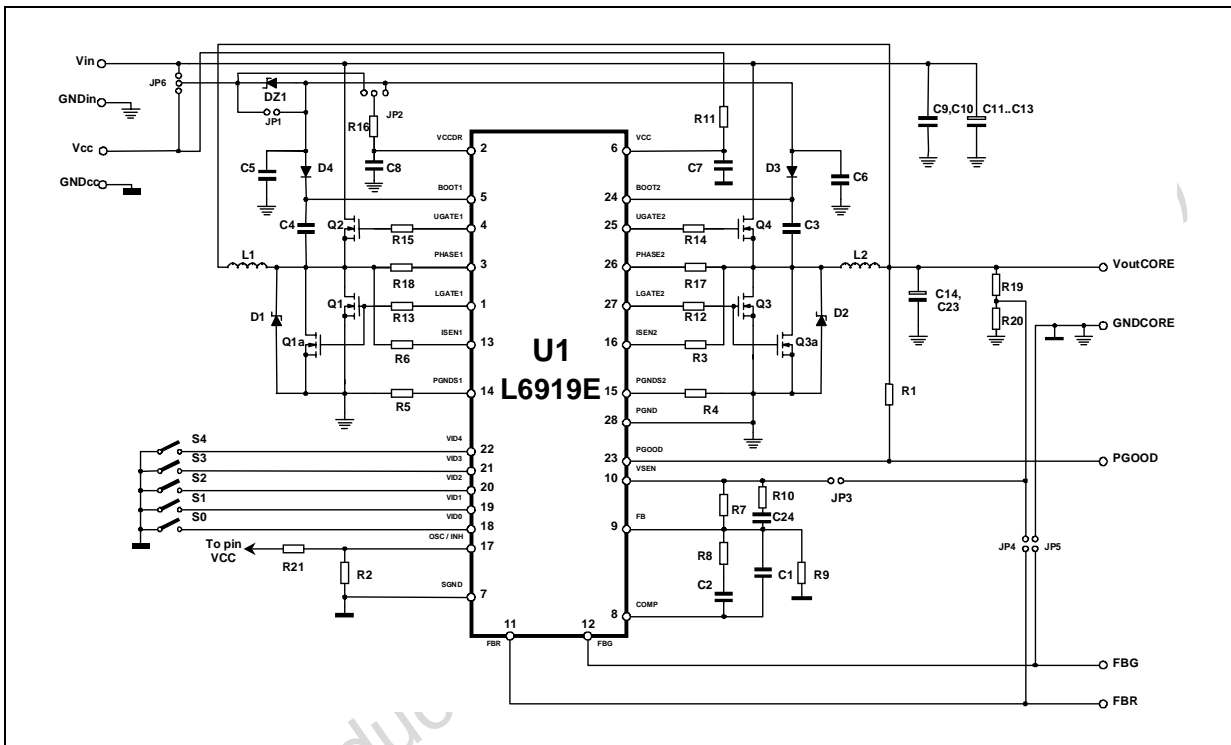 Vin
GNDin
Vcc
GNDcc
JP6
DZ1
JP1
JP2
R16
R11
C9,C10
C11..C13
VCCDR
2
6
VCC
C5
D4
C8
C7
D3
C6
BOOT1
5
24
BOOT2
C4
Q2
UGATE1
R15
4
25
UGATE2
R14
Q4
C3
L1
PHASE1
R18
3
26
PHASE2
R17
L2
VoutCORE
Q1
LGATE1
R13
1
27
LGATE2
R12
Q3
D1
D2
C14,
C23
R19
R20
GNDCORE
Q1a
ISEN1
R6
13
16
ISEN2
R3
Q3a
U1
L6919E
PGNDS1
R5
14
15
PGNDS2
R4
R1
28
PGND
S4
VID4
22
23
PGOOD
PGOOD
S3
VID3
21
10
VSEN
JP3
S2
VID2
20
R7
R10
C24
S1
VID1
19
S0
VID0
18
9
FB
To pin
VCC
R21
OSC / INH
17
R2
R8
C2
C1
R9
JP4
JP5
SGND
7
8
COMP
11
FBR
12
FBG
FBG
FBR